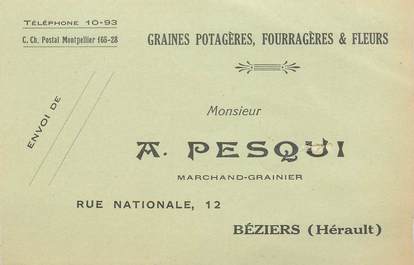 TÉLÉPHONE 10-93
C. Ch. Postal Montpellier 166-28
GRAINES POTAGÈRES, FOURRAGÈRES & FLEURS
ENVOI DE
Monsieur
A. PESQUI
MARCHAND-GRAINIER
RUE NATIONALE, 12
BÉZIERS (Hérault)